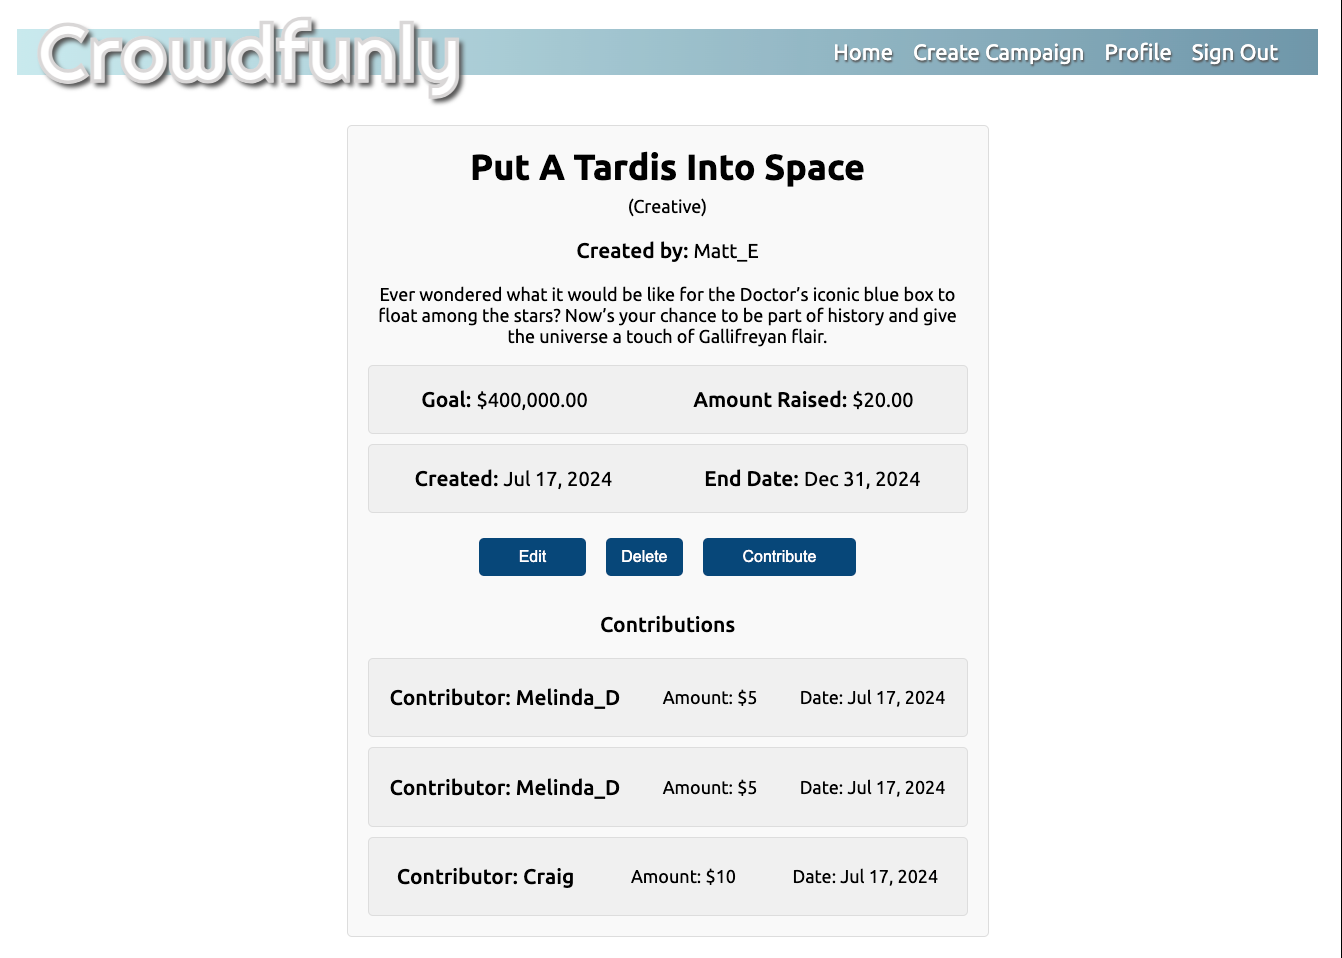 Crowdfunly
Home Create Campaign Profile Sign Out
Put A Tardis Into Space
(Creative)
Created by: Matt_E
Ever wondered what it would be like for the Doctor’s iconic blue box to
float among the stars? Now’s your chance to be part of history and give
the universe a touch of Gallifreyan flair.
Goal: $400,000.00 Amount Raised: $20.00
Created: Jul 17, 2024 End Date: Dec 31, 2024
Edit Delete Contribute
Contributions
Contributor: Melinda_D Amount: $5 Date: Jul 17, 2024
Contributor: Melinda_D Amount: $5 Date: Jul 17, 2024
Contributor: Craig Amount: $10 Date: Jul 17, 2024